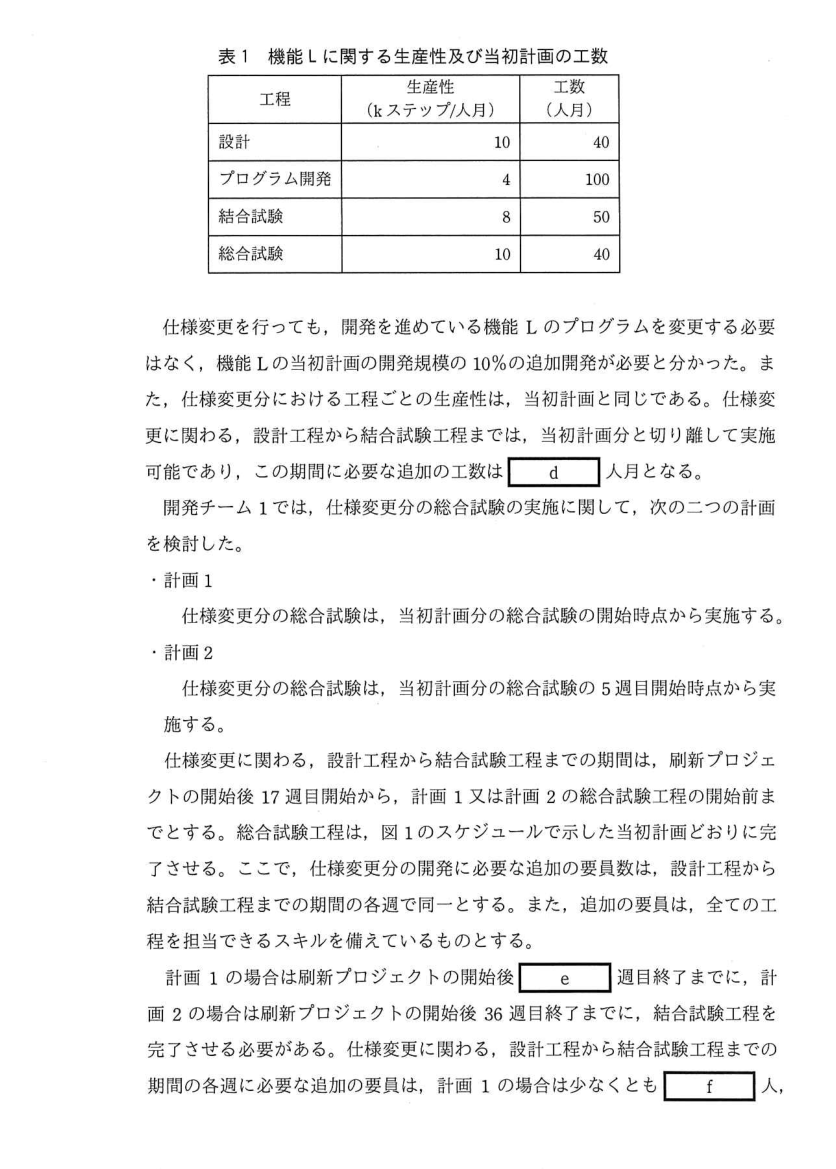 表1 機能Lに関する生産性及び当初計画の工数
工程 生産性（kステップ/人月） 工数（人月）
設計 10 40
プログラム開発 4 100
結合試験 8 50
総合試験 10 40
仕様変更を行っても，開発を進めている機能 L のプログラムを変更する必要
はなく，機能 L の当初計画の開発規模の 10%の追加開発が必要と分かった。ま
た，仕様変更分における工程ごとの生産性は，当初計画と同じである。仕様変
更に関わる，設計工程から結合試験工程までは，当初計画分と切り離して実施
可能であり，この期間に必要な追加の工数は d 人月となる。
開発チーム 1 では，仕様変更分の総合試験の実施に関して，次の二つの計画
を検討した。
・計画 1
仕様変更分の総合試験は，当初計画分の総合試験の開始時点から実施する。
・計画 2
仕様変更分の総合試験は，当初計画分の総合試験の 5 週目開始時点から実
施する。
仕様変更に関わる，設計工程から結合試験工程までの期間は，刷新プロジェ
クトの開始後 17 週目開始から，計画 1 又は計画 2 の総合試験工程の開始前ま
でとする。総合試験工程は，図 1 のスケジュールで示した当初計画どおりに完
了させる。ここで，仕様変更分の開発に必要な追加の要員数は，設計工程から
結合試験工程までの期間の各週で同一とする。また，追加の要員は，全ての工
程を担当できるスキルを備えているものとする。
計画 1 の場合は刷新プロジェクトの開始後 e 週目終了までに，計
画 2 の場合は刷新プロジェクトの開始後 36 週目終了までに，結合試験工程を
完了させる必要がある。仕様変更に関わる，設計工程から結合試験工程までの
期間の各週に必要な追加の要員は，計画 1 の場合は少なくとも f 人，